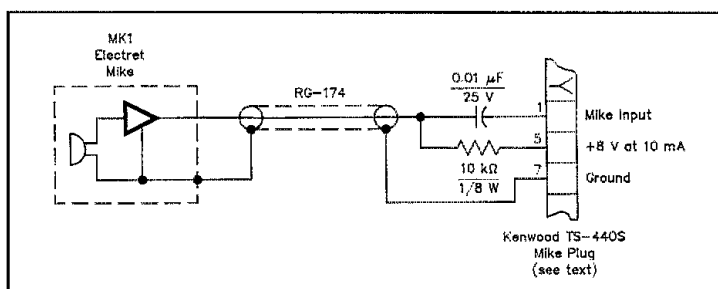 MK1
Electret
Mike
RG-174
0.01 µF
25 V
1
Mike Input
5
+8 V at 10 mA
10 kΩ
1/8 W
7
Ground
Kenwood TS-440S
Mike Plug
(see text)